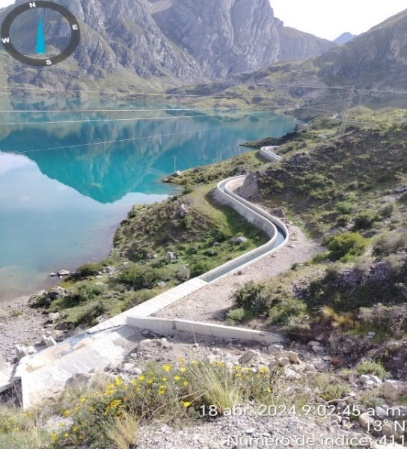 N
W
E
S
18 abr. 2024 9:02:45 a. m.
13° N
Número de índice: 411